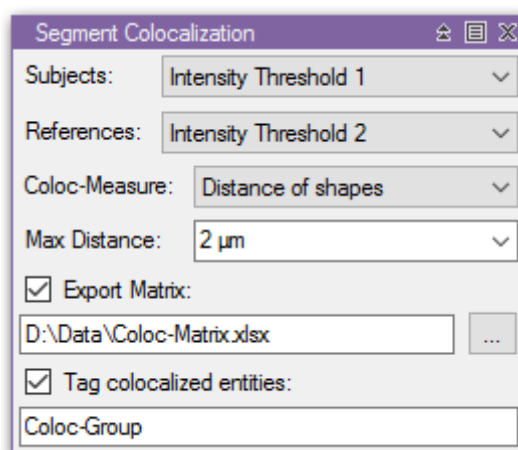 Segment Colocalization
Subjects: Intensity Threshold 1
References: Intensity Threshold 2
Coloc-Measure: Distance of shapes
Max Distance: 2 µm
Export Matrix:
D:\Data\Coloc-Matrix.xlsx ...
Tag colocalized entities:
Coloc-Group